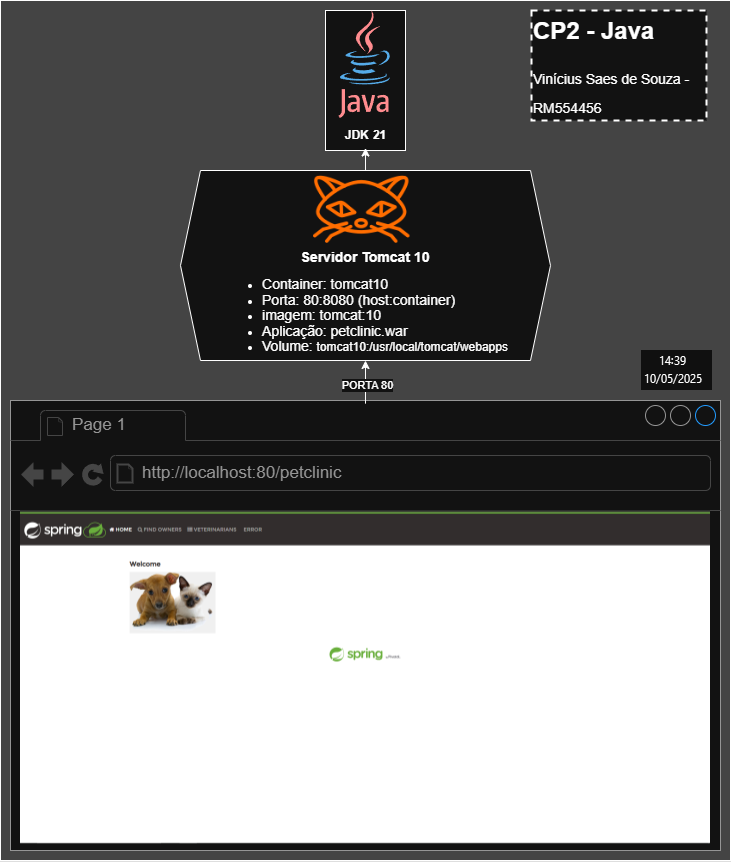 Java
JDK 21
CP2 - Java
Vinícius Saes de Souza -
RM554456
Servidor Tomcat 10
Container: tomcat10
Porta: 80:8080 (host:container)
imagem: tomcat:10
Aplicação: petclinic.war
Volume: tomcat10:/usr/local/tomcat/webapps
14:39
10/05/2025
PORTA 80
Page 1
http://localhost:80/petclinic
spring HOME FIND OWNERS VETERINARIANS ERROR
Welcome
spring